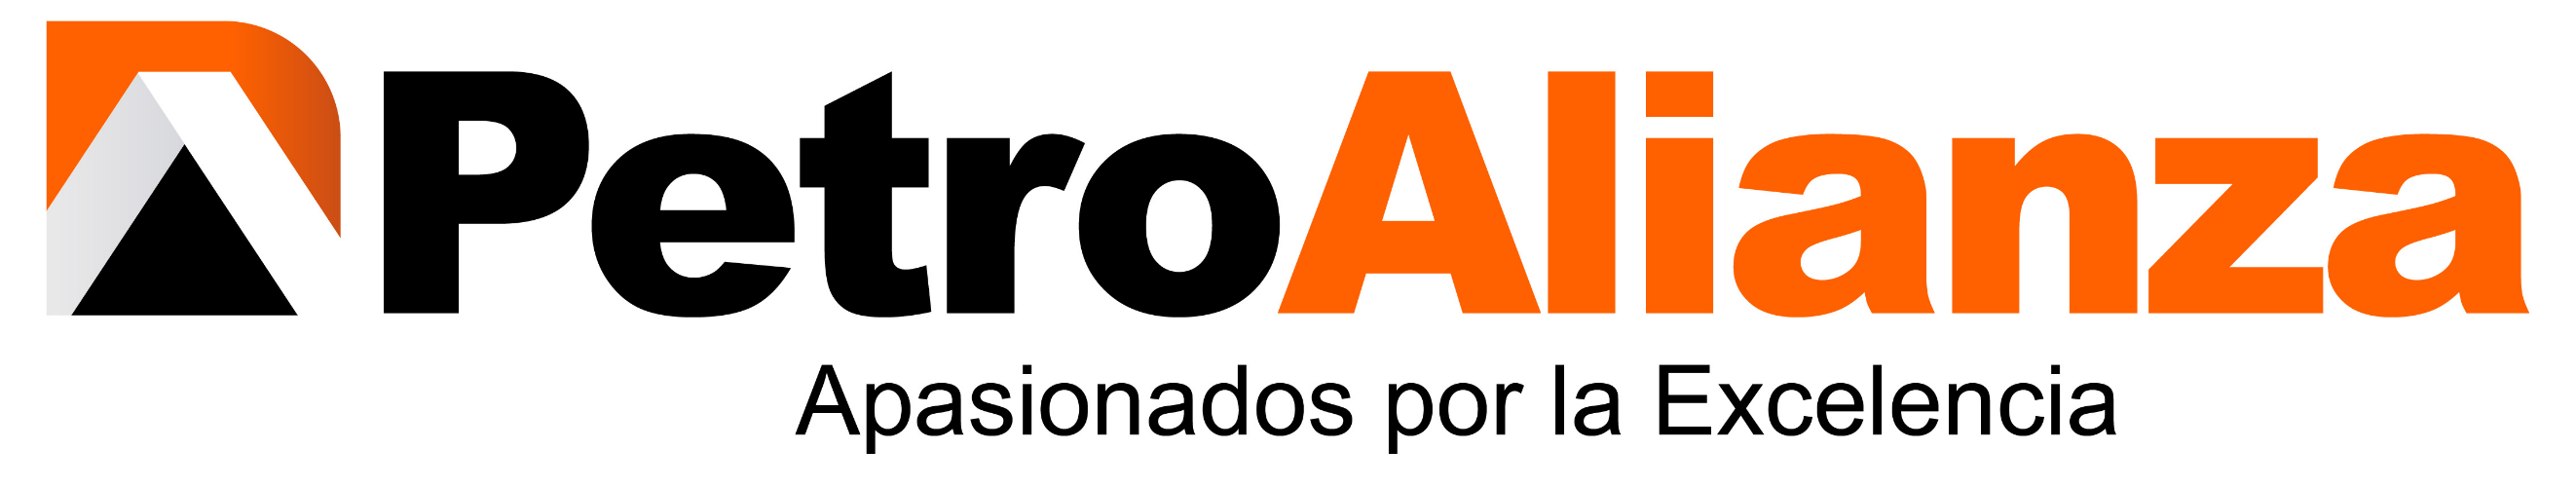 PetroAlianza
Apasionados por la Excelencia